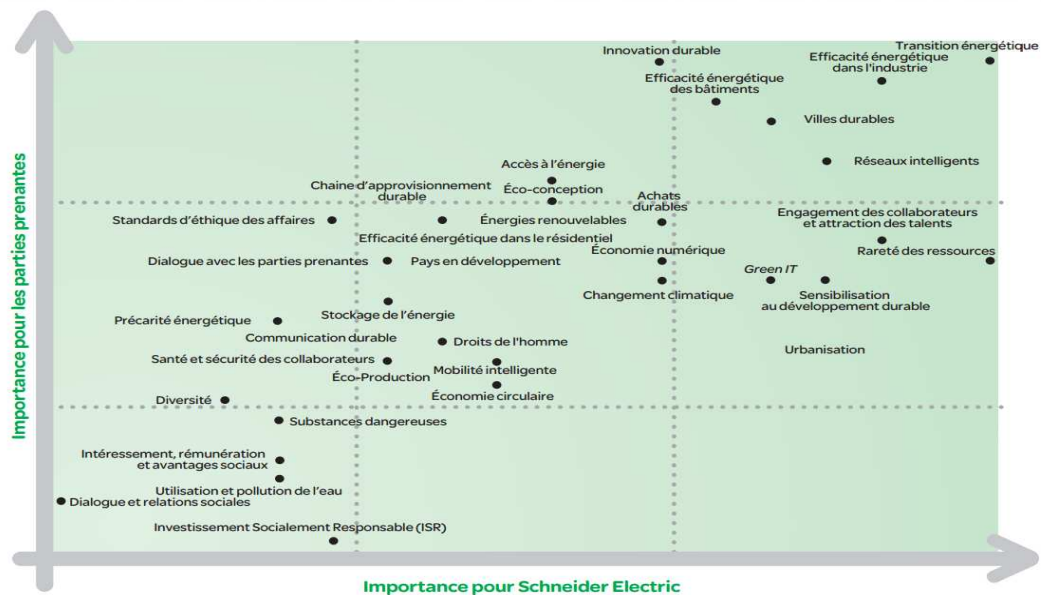 Importance pour les parties prenantes
Transition énergétique
Innovation durable
Efficacité énergétique
dans l'industrie
Efficacité énergétique
des bâtiments
Villes durables
Réseaux intelligents
Accès à l'énergie
Chaine d'approvisionnement
durable
Éco-conception
Achats
durables
Standards d'éthique des affaires
Énergies renouvelables
Engagement des collaborateurs
et attraction des talents
Efficacité énergétique dans le résidentiel
Économie numérique
Rareté des ressources
Dialogue avec les parties prenantes
Pays en développement
Green IT
Changement climatique
Sensibilisation
au développement durable
Stockage de l'énergie
Précarité énergétique
Communication durable
Droits de l'homme
Urbanisation
Santé et sécurité des collaborateurs
Mobilité intelligente
Éco-Production
Économie circulaire
Diversité
Substances dangereuses
Intéressement, rémunération
et avantages sociaux
Utilisation et pollution de l'eau
Dialogue et relations sociales
Investissement Socialement Responsable (ISR)
Importance pour Schneider Electric